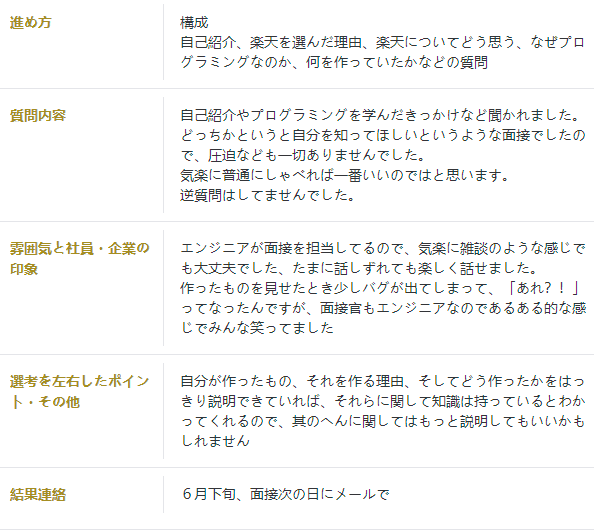 進め方
構成
自己紹介、楽天を選んだ理由、楽天についてどう思う、なぜプロ
グラミングなのか、何を作っていたかなどの質問
質問内容
自己紹介やプログラミングを学んだきっかけなど聞かれました。
どっちかというと自分を知ってほしいというような面接でしたの
で、圧迫なども一切ありませんでした。
気楽に普通にしゃべれば一番いいのではと思います。
逆質問はしてませんでした。
雰囲気と社員・企業の
印象
エンジニアが面接を担当してるので、気楽に雑談のような感じで
も大丈夫でした、たまに話しずれても楽しく話せました。
作ったものを見せたとき少しバグが出てしまって、「あれ？！」
ってなったんですが、面接官もエンジニアなのであるある的な感
じでみんな笑ってました
選考を左右したポイン
ト・その他
自分が作ったもの、それを作る理由、そしてどう作ったかをはっ
きり説明できていれば、それらに関して知識は持っているとわか
ってくれるので、其のへんに関してはもっと説明してもいいかも
しれません
結果連絡
６月下旬、面接次の日にメールで